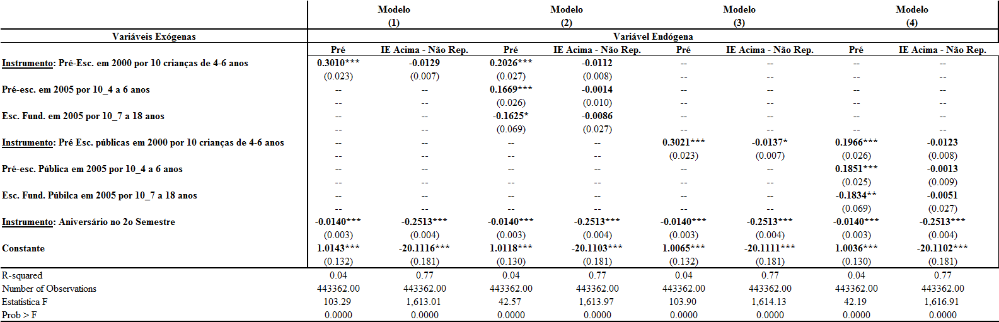 Modelo Modelo Modelo Modelo
(1) (2) (3) (4)
Variáveis Exógenas Variável Endógena
Pré IE Acima - Não Rep. Pré IE Acima - Não Rep. Pré IE Acima - Não Rep. Pré IE Acima - Não Rep.
Instrumento: Pré-Esc. em 2000 por 10 crianças de 4-6 anos 0.3010*** -0.0129 0.2026*** -0.0112 -- -- -- --
(0.023) (0.007) (0.027) (0.008) -- -- -- --
Pré-esc. em 2005 por 10_4 a 6 anos -- -- 0.1669*** -0.0014 -- -- -- --
-- -- (0.026) (0.010) -- -- -- --
Esc. Fund. em 2005 por 10_7 a 18 anos -- -- -0.1625* -0.0086 -- -- -- --
-- -- (0.069) (0.027) -- -- -- --
Instrumento: Pré Esc. públicas em 2000 por 10 crianças de 4-6 anos -- -- -- -- 0.3021*** -0.0137* 0.1966*** -0.0123
-- -- -- -- (0.023) (0.007) (0.026) (0.008)
Pré-esc. Pública em 2005 por 10_4 a 6 anos -- -- -- -- -- -- 0.1851*** -0.0013
-- -- -- -- -- -- (0.025) (0.009)
Esc. Fund. Púbilca em 2005 por 10_7 a 18 anos -- -- -- -- -- -- -0.1834** -0.0051
-- -- -- -- -- -- (0.069) (0.027)
Instrumento: Aniversário no 2o Semestre -0.0140*** -0.2513*** -0.0140*** -0.2513*** -0.0140*** -0.2513*** -0.0140*** -0.2513***
(0.003) (0.004) (0.003) (0.004) (0.003) (0.004) (0.003) (0.004)
Constante 1.0143*** -20.1116*** 1.0118*** -20.1103*** 1.0065*** -20.1111*** 1.0036*** -20.1102***
(0.132) (0.181) (0.130) (0.181) (0.132) (0.181) (0.130) (0.181)
R-squared 0.04 0.77 0.04 0.77 0.04 0.77 0.04 0.77
Number of Observations 443362.00 443362.00 443362.00 443362.00 443362.00 443362.00 443362.00 443362.00
Estatistica F 103.29 1,613.01 42.57 1,613.97 103.90 1,614.13 42.19 1,616.91
Prob > F 0.0000 0.0000 0.0000 0.0000 0.0000 0.0000 0.0000 0.0000